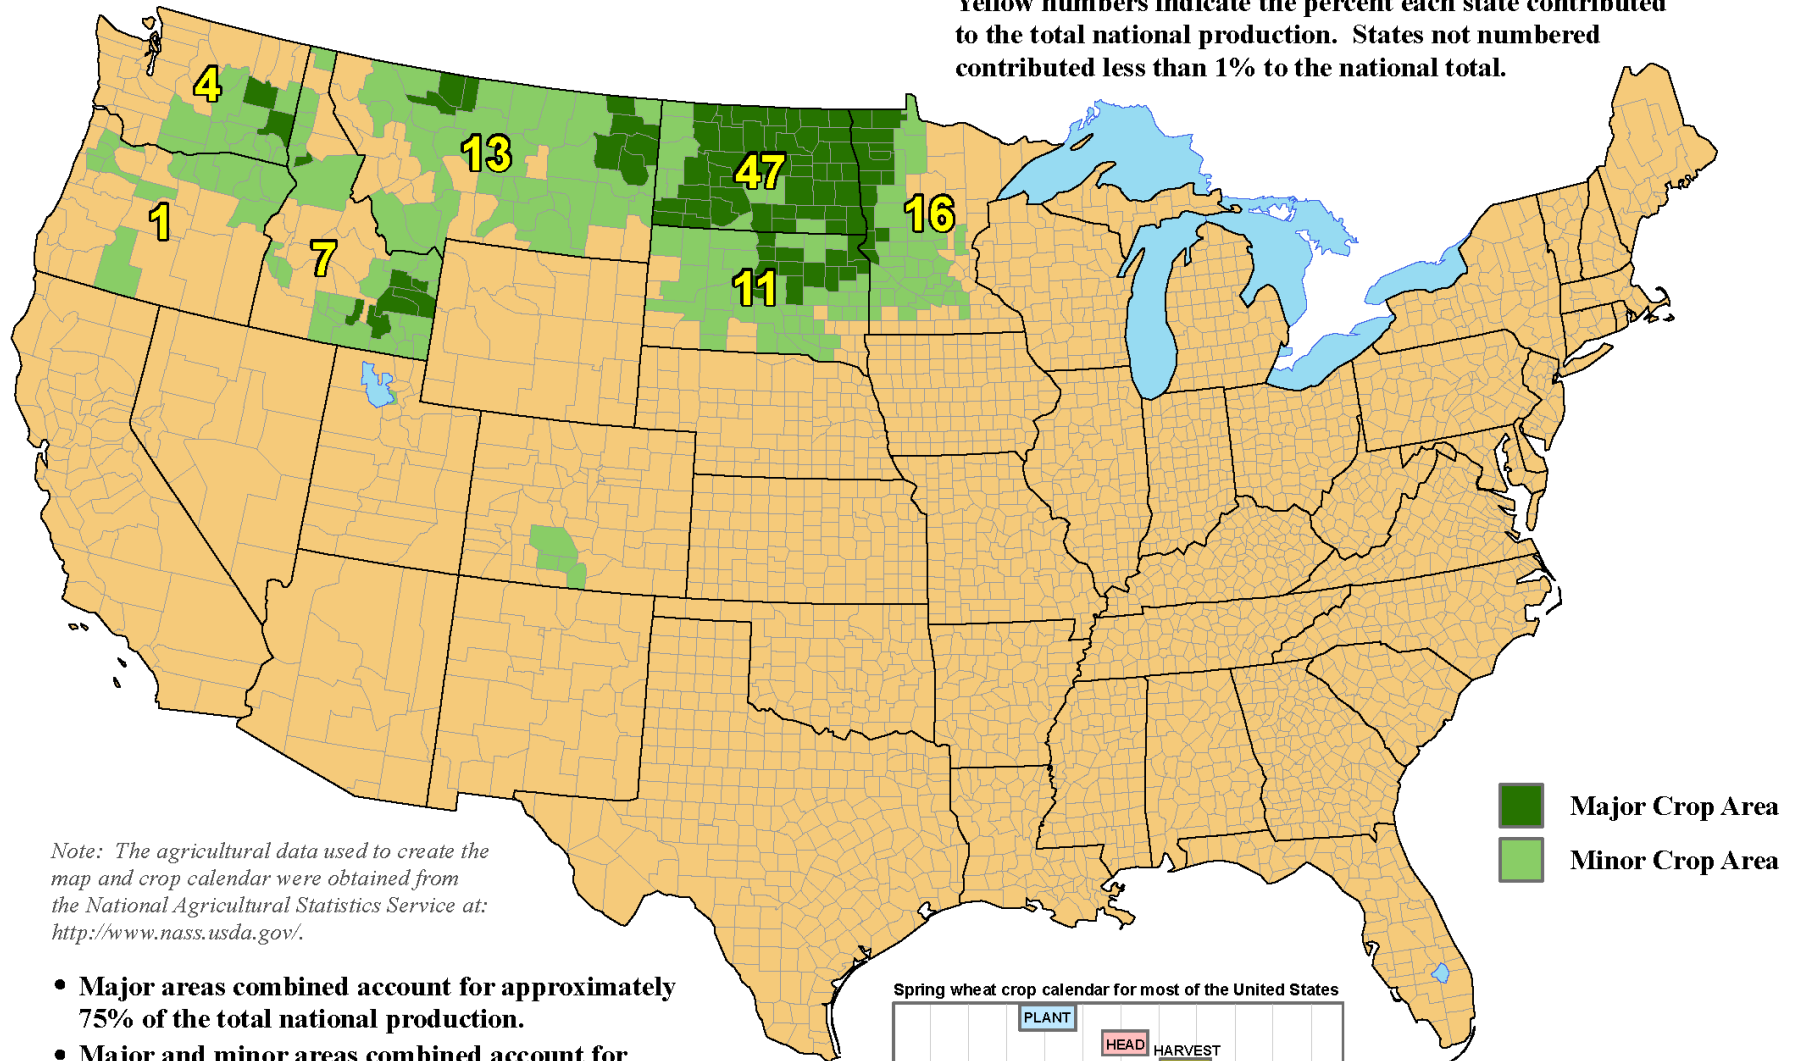 Yellow numbers indicate the percent each state contributed
to the total national production.  States not numbered
contributed less than 1% to the national total.
4
13
47
16
1
7
11
Major Crop Area
Minor Crop Area
Note:  The agricultural data used to create the
map and crop calendar were obtained from
the National Agricultural Statistics Service at:
http://www.nass.usda.gov/.
• Major areas combined account for approximately
75% of the total national production.
• Major and minor areas combined account for
Spring wheat crop calendar for most of the United States
PLANT
HEAD
HARVEST